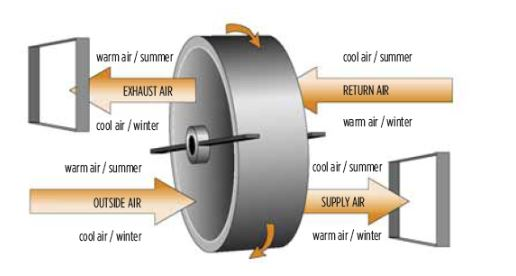 warm air / summer
EXHAUST AIR
cool air / winter
cool air / summer
RETURN AIR
warm air / winter
warm air / summer
OUTSIDE AIR
cool air / winter
cool air / summer
SUPPLY AIR
warm air / winter